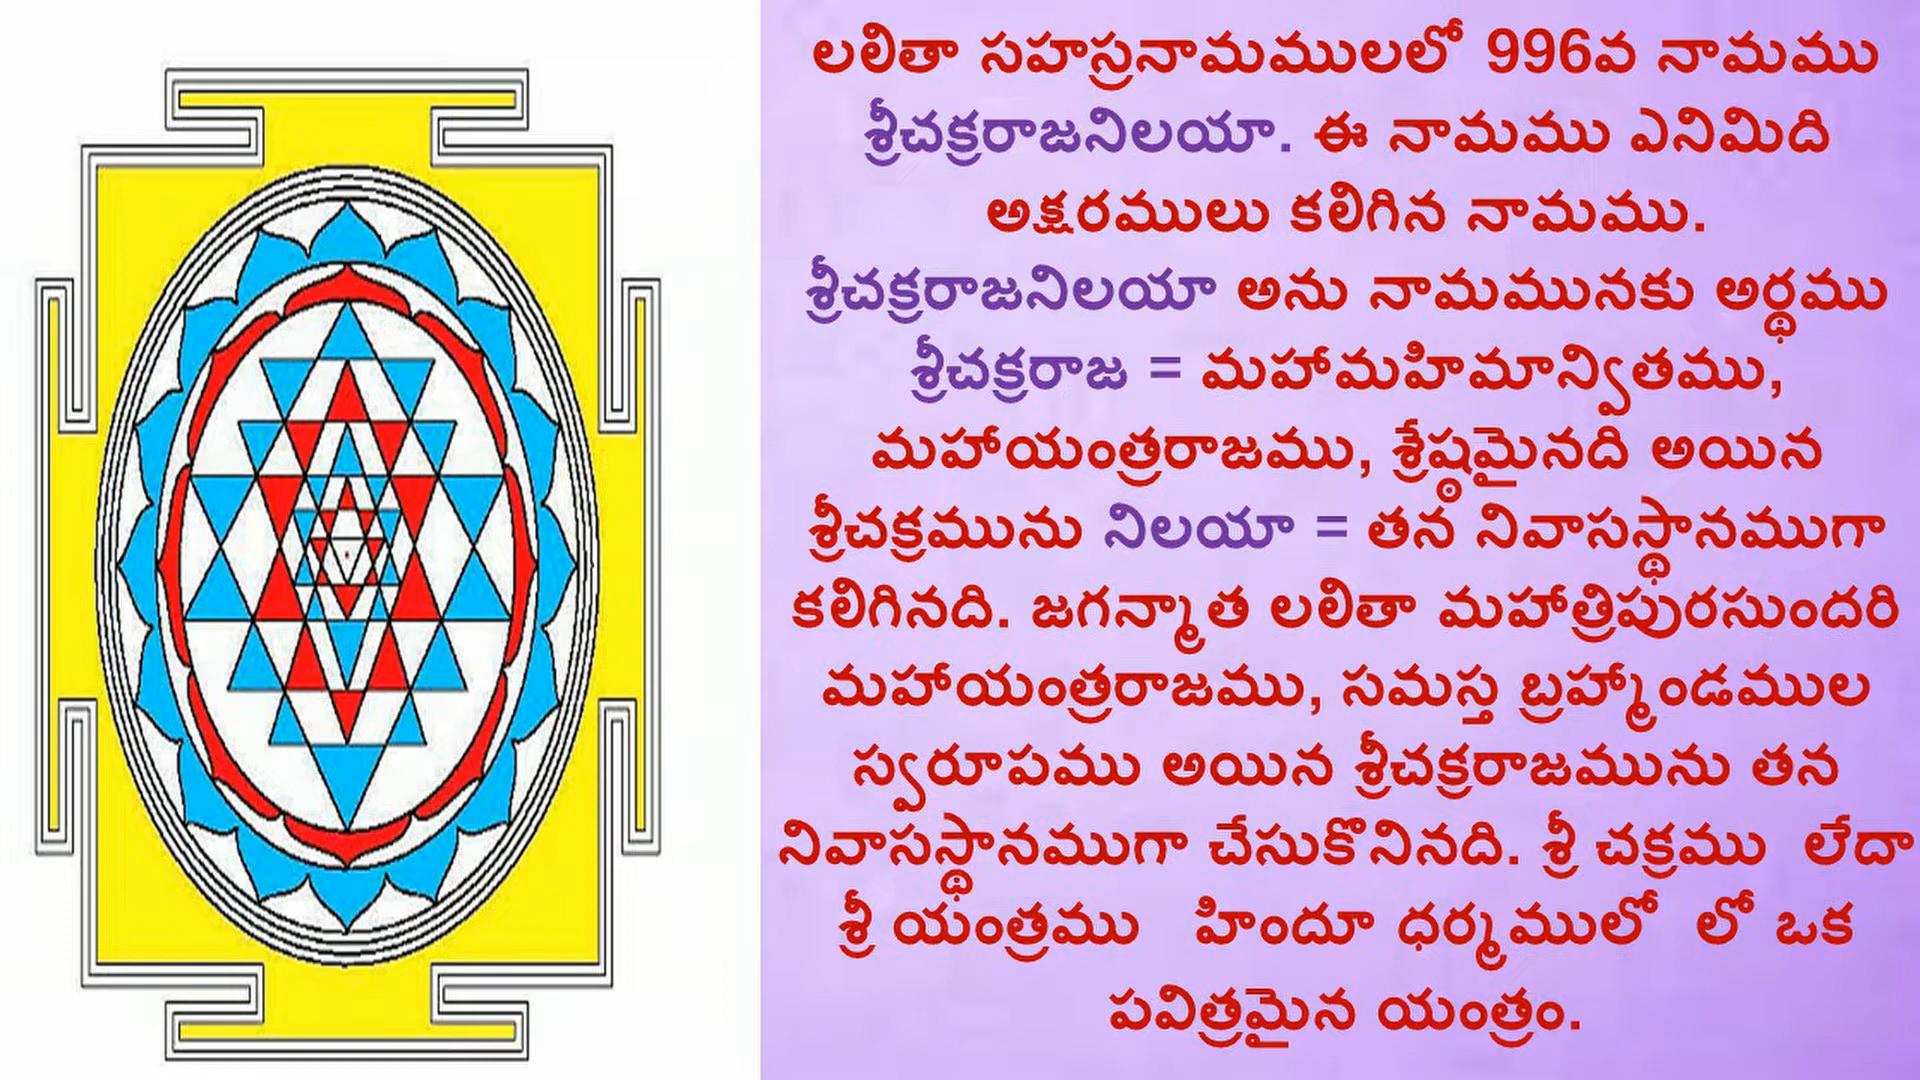 లలితా సహస్రనామములలో 996వ నామము
శ్రీచక్రరాజనిలయా. ఈ నామము ఎనిమిది
అక్షరములు కలిగిన నామము.
శ్రీచక్రరాజనిలయా అను నామమునకు అర్థము
శ్రీచక్రరాజ = మహామహిమాన్వితము,
మహాయంత్రరాజము, శ్రేష్ఠమైనది అయిన
శ్రీచక్రమును నిలయా = తన నివాసస్థానముగా
కలిగినది. జగన్మాత లలితా మహాత్రిపురసుందరి
మహాయంత్రరాజము, సమస్త బ్రహ్మాండముల
స్వరూపము అయిన శ్రీచక్రరాజమును తన
నివాసస్థానముగా చేసుకొనినది. శ్రీ చక్రము లేదా
శ్రీ యంత్రము హిందూ ధర్మములో లో ఒక
పవిత్రమైన యంత్రం.